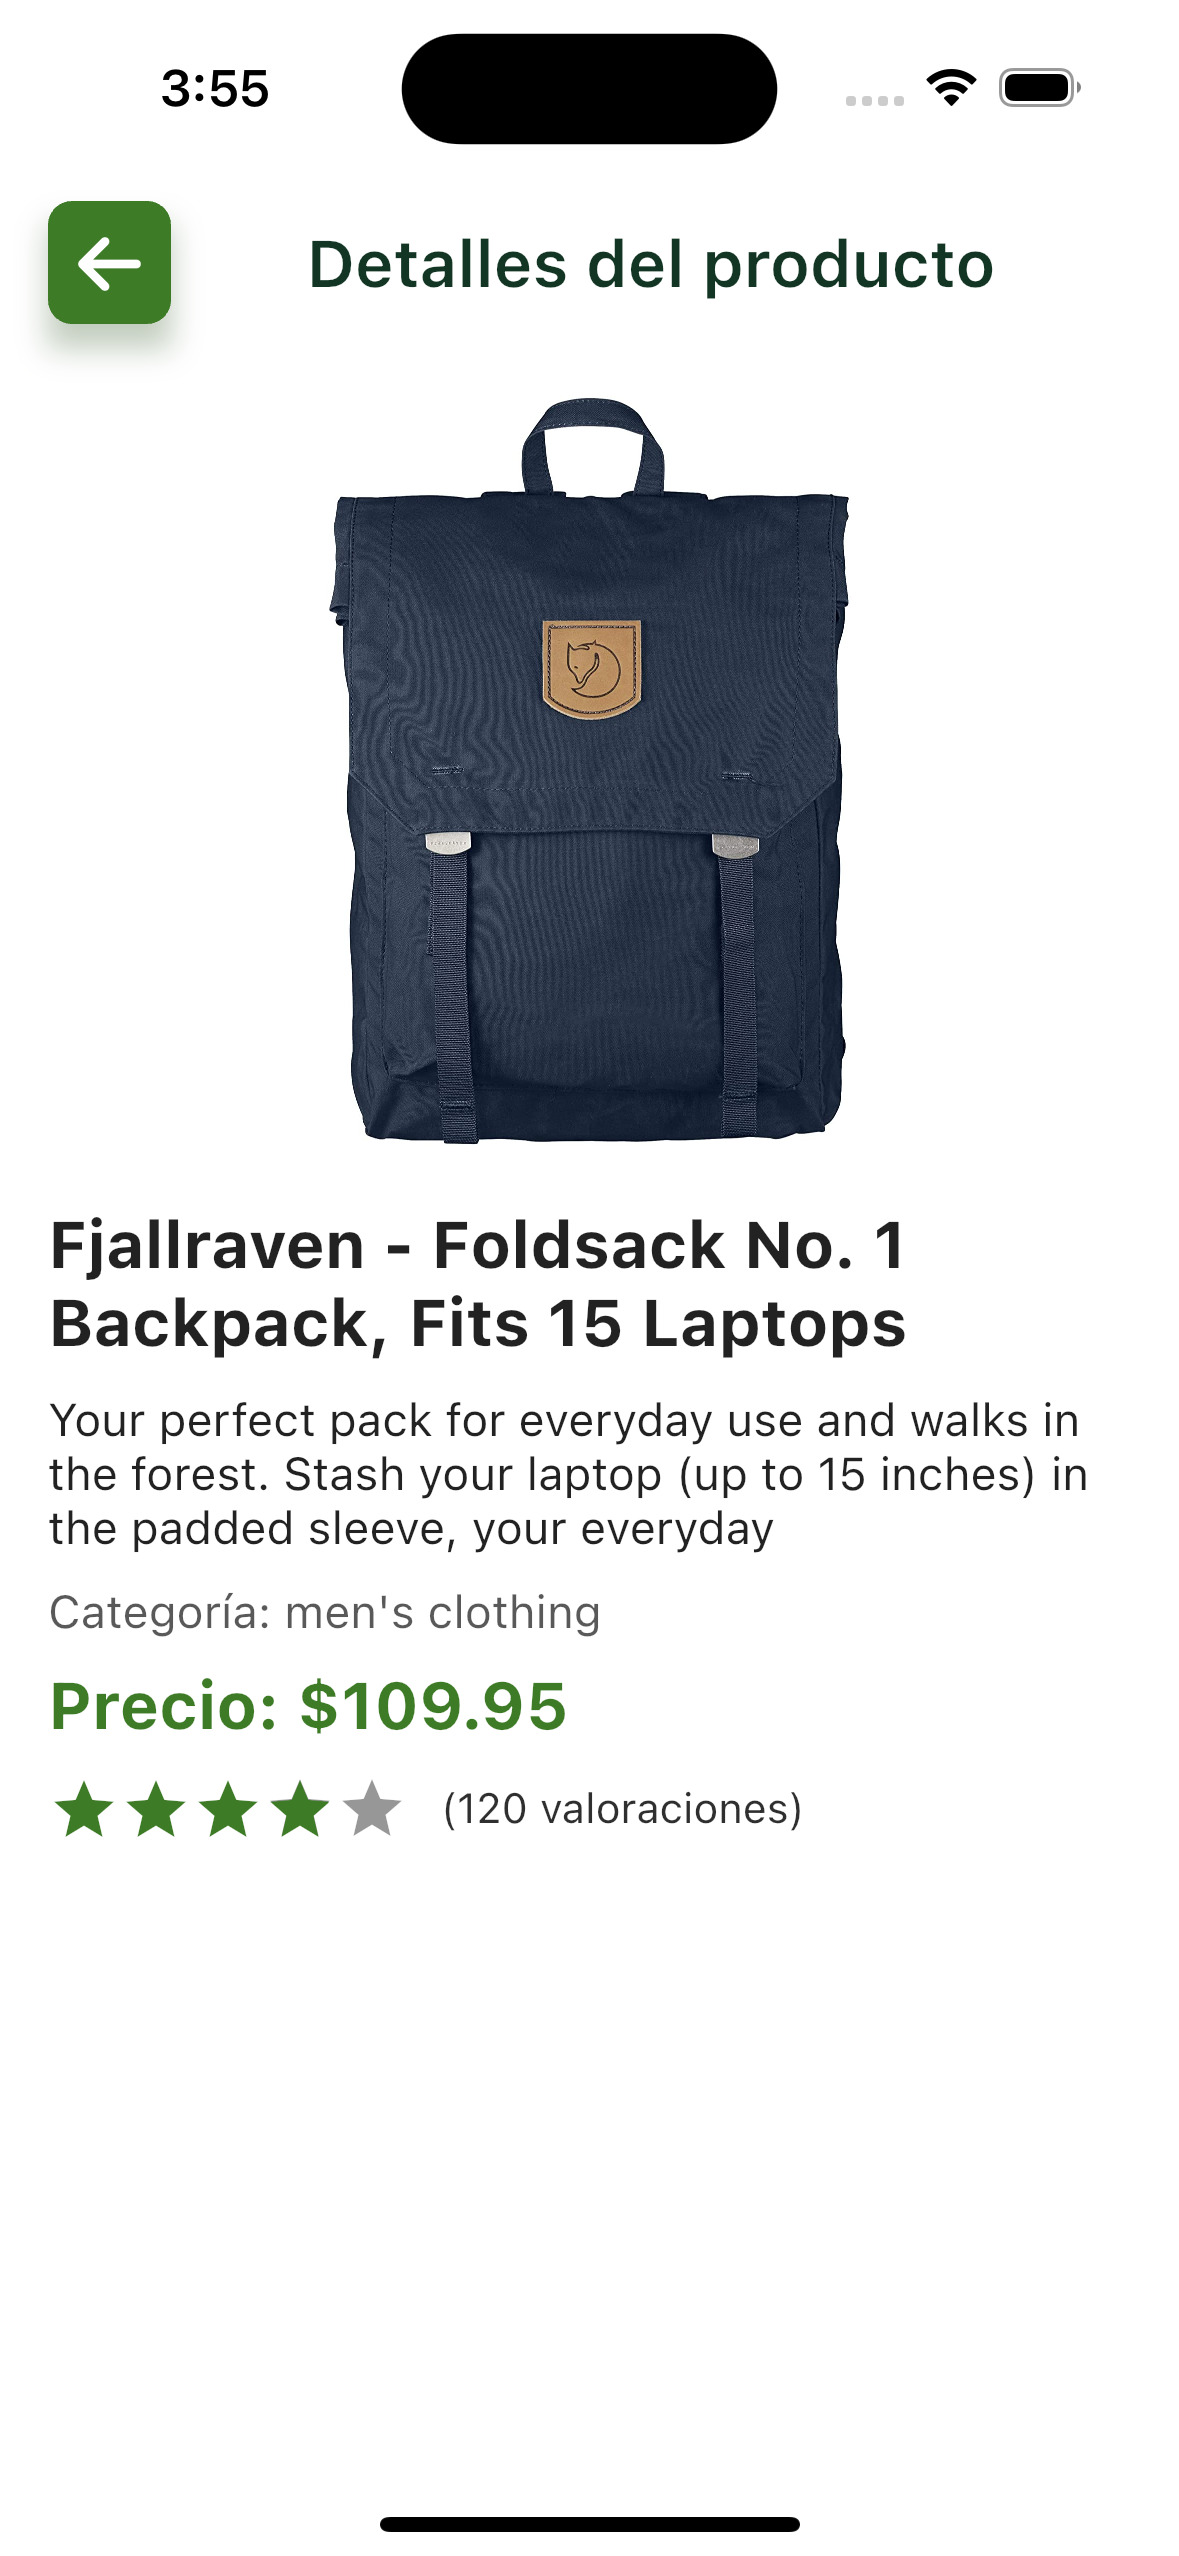 3:55
Detalles del producto
Fjallraven - Foldsack No. 1
Backpack, Fits 15 Laptops
Your perfect pack for everyday use and walks in
the forest. Stash your laptop (up to 15 inches) in
the padded sleeve, your everyday
Categoría: men's clothing
Precio: $109.95
(120 valoraciones)